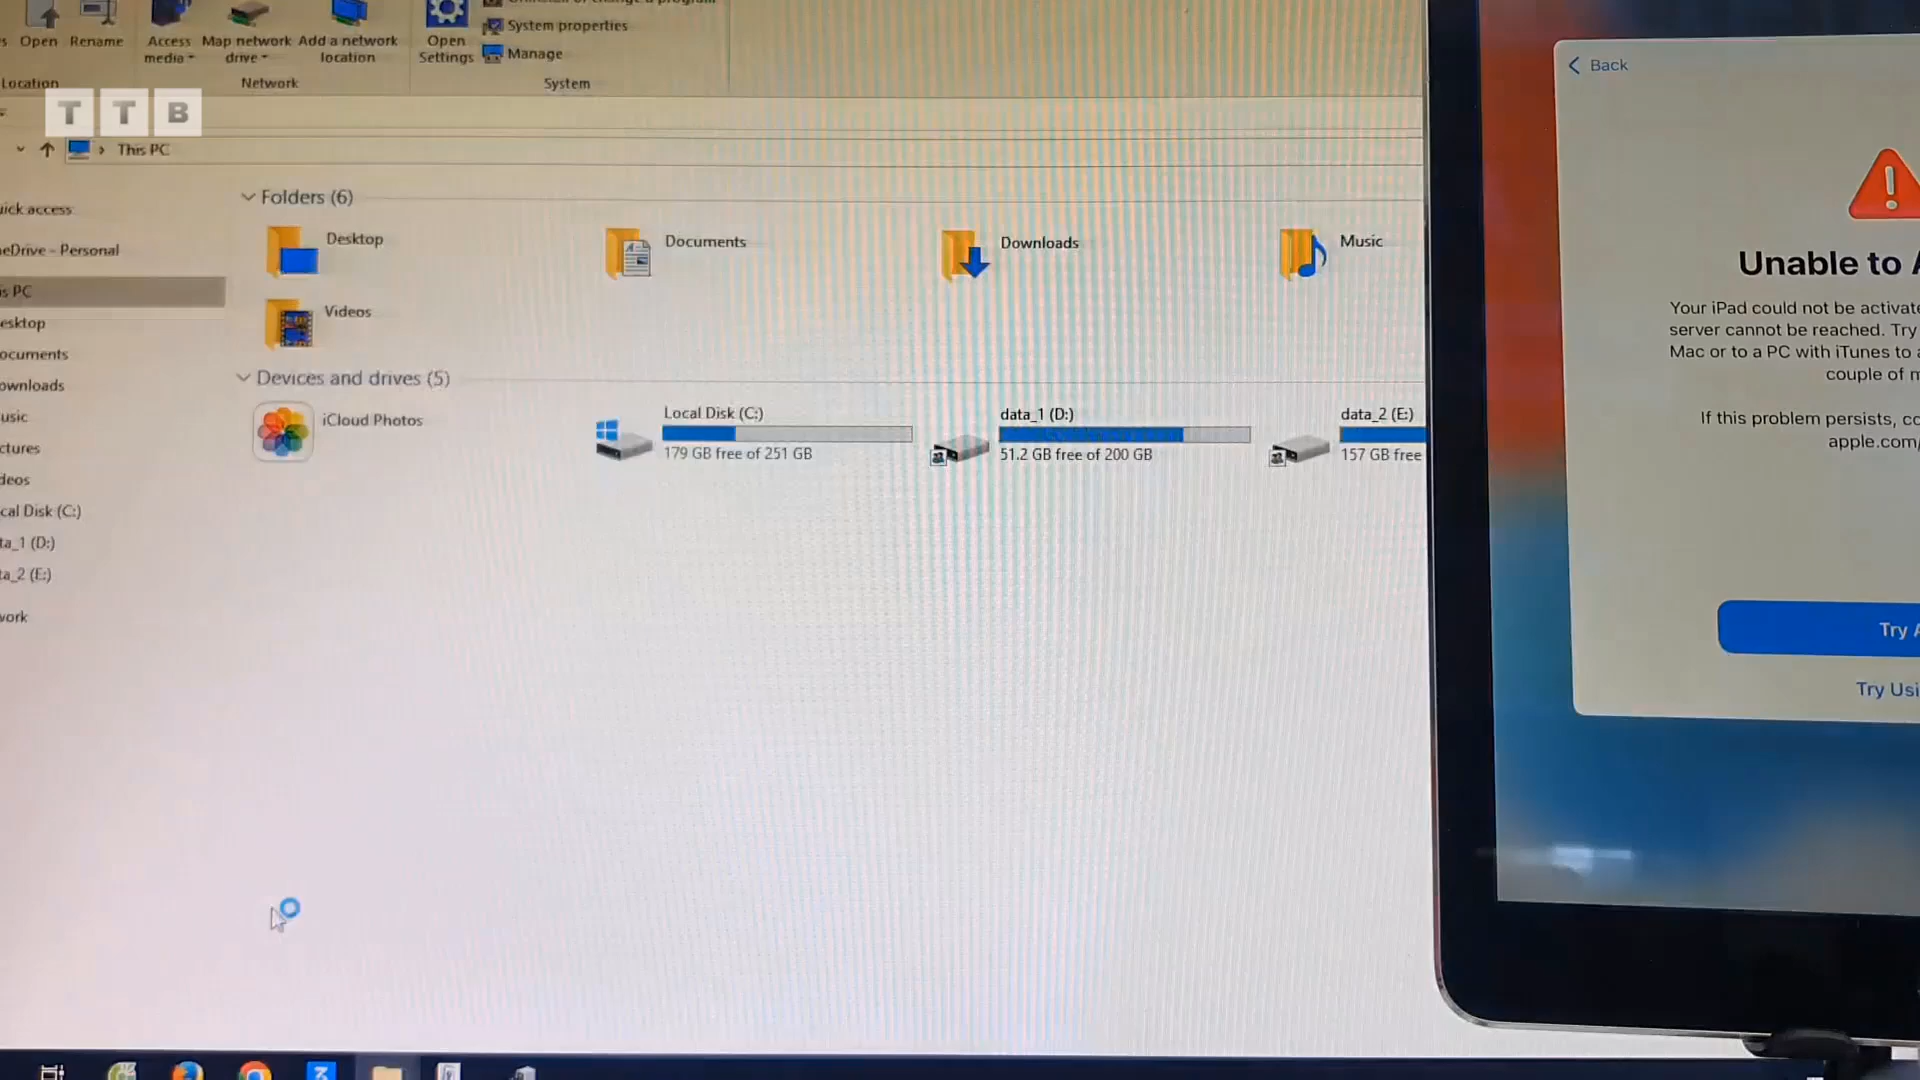 Open
Rename
Access
media
Map network
drive
Add a network
location
Open
Settings
System properties
Manage
Location
Network
System
T T B
This PC
Folders (6)
Desktop
Documents
Downloads
Music
Videos
Devices and drives (5)
iCloud Photos
Local Disk (C:)
179 GB free of 251 GB
data_1 (D:)
51.2 GB free of 200 GB
data_2 (E:)
157 GB free
uick access
eDrive - Personal
is PC
esktop
ocuments
ownloads
usic
ctures
deos
cal Disk (C:)
ta_1 (D:)
ta_2 (E:)
work
Back
Unable to
Your iPad could not be activate
server cannot be reached. Try
Mac or to a PC with iTunes to a
couple of m
If this problem persists, co
apple.com/
Try A
Try Usi